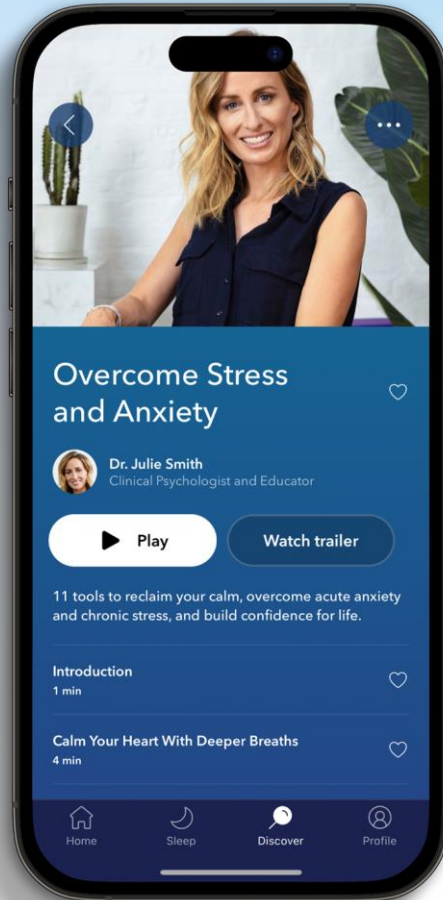 Overcome Stress
and Anxiety
Dr. Julie Smith
Clinical Psychologist and Educator
Play
Watch trailer
11 tools to reclaim your calm, overcome acute anxiety
and chronic stress, and build confidence for life.
Introduction
1 min
Calm Your Heart With Deeper Breaths
4 min
Home
Sleep
Discover
Profile